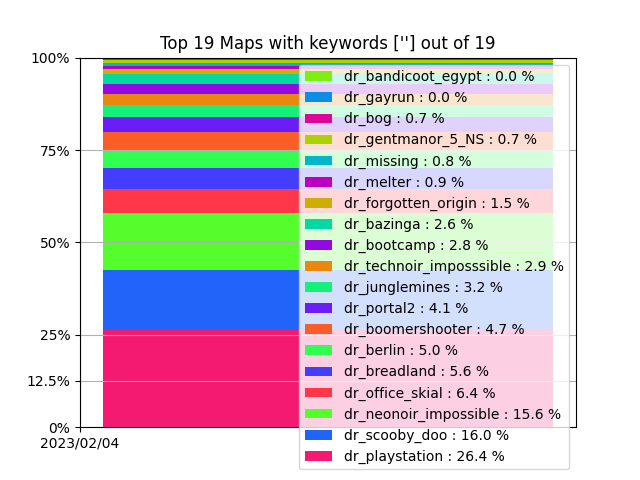 Top 19 Maps with keywords [''] out of 19
100%
75%
50%
25%
12.5%
0%
2023/02/04
dr_bandicoot_egypt : 0.0 %
dr_gayrun : 0.0 %
dr_bog : 0.7 %
dr_gentmanor_5_NS : 0.7 %
dr_missing : 0.8 %
dr_melter : 0.9 %
dr_forgotten_origin : 1.5 %
dr_bazinga : 2.6 %
dr_bootcamp : 2.8 %
dr_technoir_imposssible : 2.9 %
dr_junglemines : 3.2 %
dr_portal2 : 4.1 %
dr_boomershooter : 4.7 %
dr_berlin : 5.0 %
dr_breadland : 5.6 %
dr_office_skial : 6.4 %
dr_neonoir_impossible : 15.6 %
dr_scooby_doo : 16.0 %
dr_playstation : 26.4 %